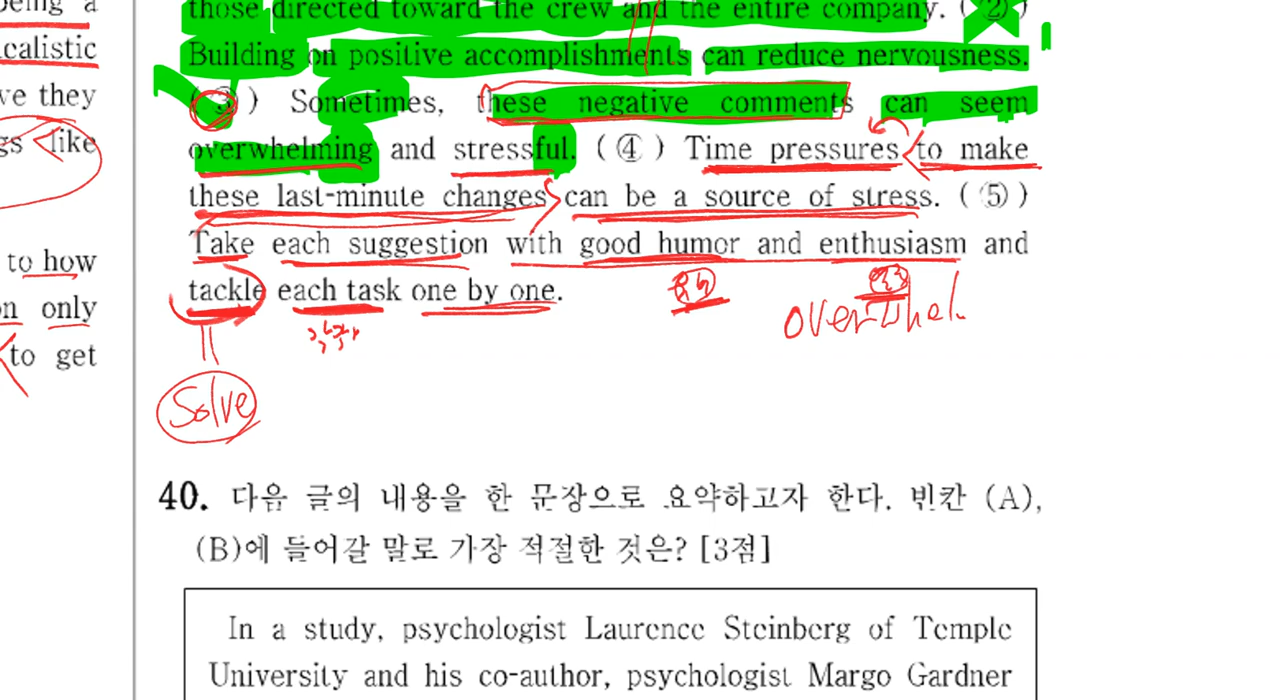 being a
calistic
ve they
gs like
to how
n only
to get
those directed toward the crew and the entire company. ( ② )
Building on positive accomplishments can reduce nervousness.
( ③ ) Sometimes, these negative comments can seem
overwhelming and stressful. ( ④ ) Time pressures to make
these last-minute changes can be a source of stress. ( ⑤ )
Take each suggestion with good humor and enthusiasm and
tackle each task one by one.
overwhel
Solve
40. 다음 글의 내용을 한 문장으로 요약하고자 한다. 빈칸 (A),
(B)에 들어갈 말로 가장 적절한 것은? [3점]
In a study, psychologist Laurence Steinberg of Temple
University and his co-author, psychologist Margo Gardner